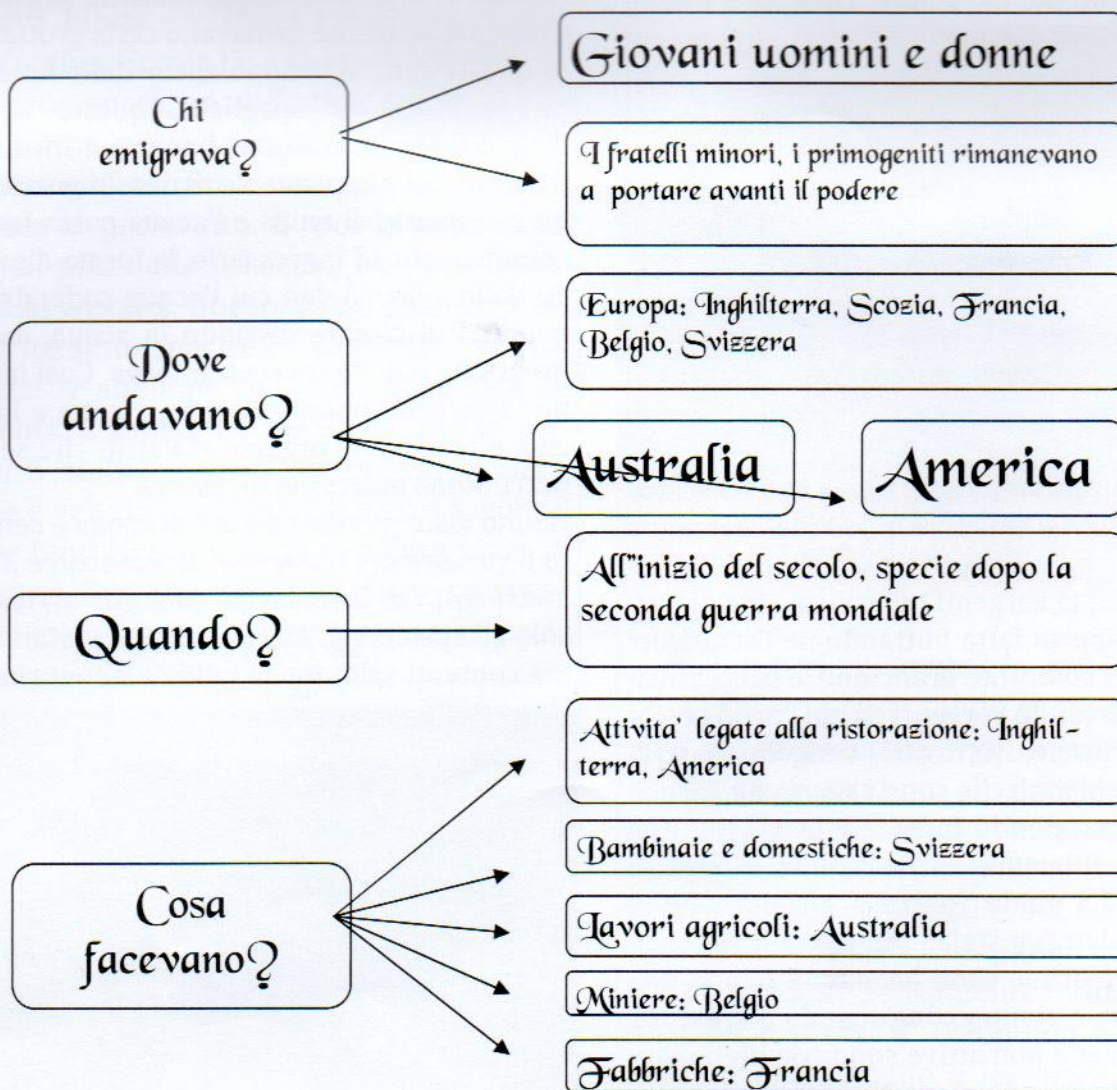 Chi
emigrava?
Giovani uomini e donne
I fratelli minori, i primogeniti rimanevano
a portare avanti il podere
Dove
andavano?
Europa: Inghilterra, Scozia, Francia,
Belgio, Svizzera
Australia
America
Quando?
All"inizio del secolo, specie dopo la
seconda guerra mondiale
Cosa
facevano?
Attivita' legate alla ristorazione: Inghil-
terra, America
Bambinaie e domestiche: Svizzera
Lavori agricoli: Australia
Miniere: Belgio
Fabbriche: Francia